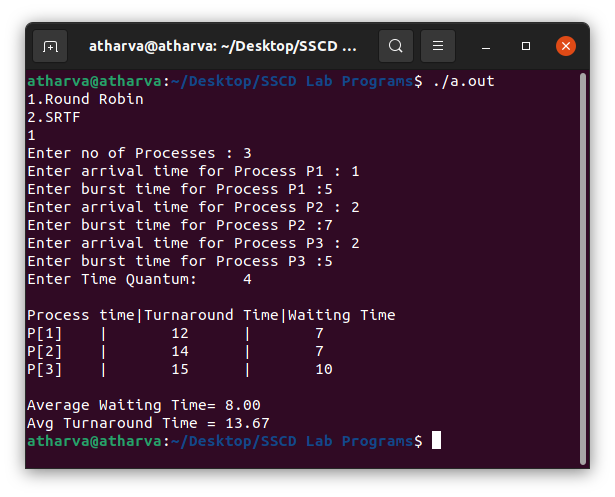 atharva@atharva: ~/Desktop/SSCD ...
atharva@atharva:~/Desktop/SSCD Lab Programs$ ./a.out
1.Round Robin
2.SRTF
1
Enter no of Processes : 3
Enter arrival time for Process P1 : 1
Enter burst time for Process P1 :5
Enter arrival time for Process P2 : 2
Enter burst time for Process P2 :7
Enter arrival time for Process P3 : 2
Enter burst time for Process P3 :5
Enter Time Quantum:     4
Process time|Turnaround Time|Waiting Time
P[1]    |       12      |       7
P[2]    |       14      |       7
P[3]    |       15      |       10
Average Waiting Time= 8.00
Avg Turnaround Time = 13.67
atharva@atharva:~/Desktop/SSCD Lab Programs$